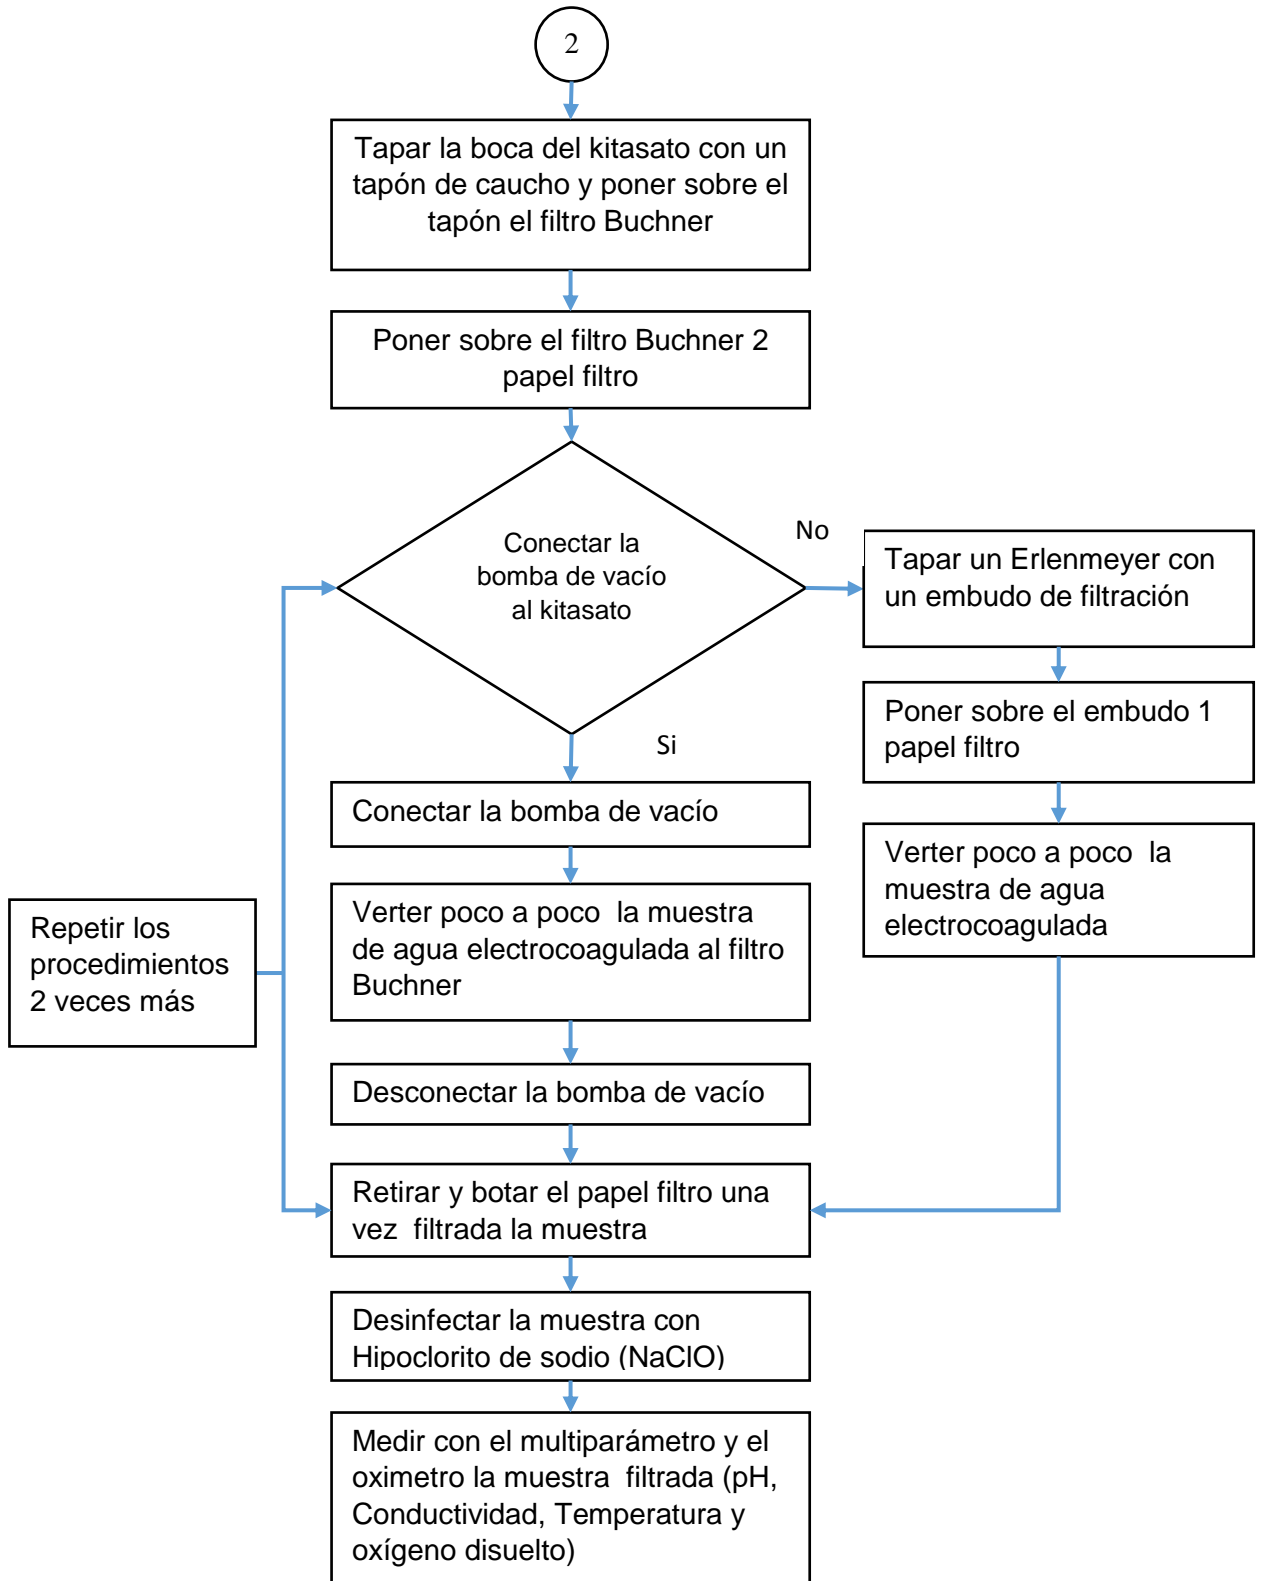 2
Tapar la boca del kitasato con un
tapón de caucho y poner sobre el
tapón el filtro Buchner
Poner sobre el filtro Buchner 2
papel filtro
Conectar la
bomba de vacío
al kitasato
No
Tapar un Erlenmeyer con
un embudo de filtración
Poner sobre el embudo 1
papel filtro
Verter poco a poco  la
muestra de agua
electrocoagulada
Si
Conectar la bomba de vacío
Verter poco a poco  la muestra
de agua electrocoagulada al filtro
Buchner
Repetir los
procedimientos
2 veces más
Desconectar la bomba de vacío
Retirar y botar el papel filtro una
vez  filtrada la muestra
Desinfectar la muestra con
Hipoclorito de sodio (NaClO)
Medir con el multiparámetro y el
oximetro la muestra  filtrada (pH,
Conductividad, Temperatura y
oxígeno disuelto)